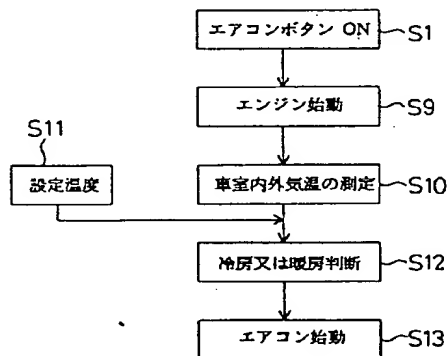 エアコンボタン ON
S1
エンジン始動
S9
S11
設定温度
車室内外気温の測定
S10
冷房又は暖房判断
S12
エアコン始動
S13